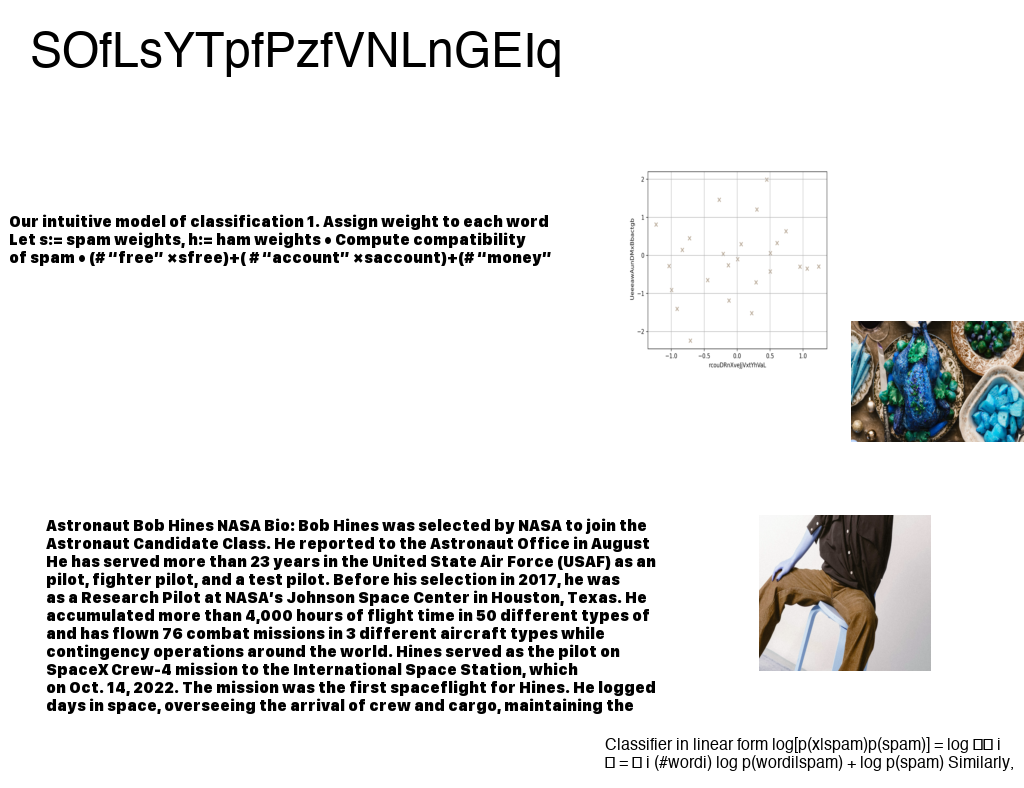 SOfLsYTpfPzfVNLnGEIq
Our intuitive model of classification 1. Assign weight to each word
Let s:= spam weights, h:= ham weights • Compute compatibility
of spam • (# “free” ×sfree)+( # “account” ×saccount)+(# “money”
2
1
0
−1
−2
−1.0 −0.5 0.0 0.5 1.0
Astronaut Bob Hines NASA Bio: Bob Hines was selected by NASA to join the
Astronaut Candidate Class. He reported to the Astronaut Office in August
He has served more than 23 years in the United State Air Force (USAF) as an
pilot, fighter pilot, and a test pilot. Before his selection in 2017, he was
as a Research Pilot at NASA’s Johnson Space Center in Houston, Texas. He
accumulated more than 4,000 hours of flight time in 50 different types of
and has flown 76 combat missions in 3 different aircraft types while
contingency operations around the world. Hines served as the pilot on
SpaceX Crew-4 mission to the International Space Station, which
on Oct. 14, 2022. The mission was the first spaceflight for Hines. He logged
days in space, overseeing the arrival of crew and cargo, maintaining the
Classifier in linear form log[p(x|spam)p(spam)] = log □□ i
□ = □ i (#wordi) log p(wordi|spam) + log p(spam) Similarly,